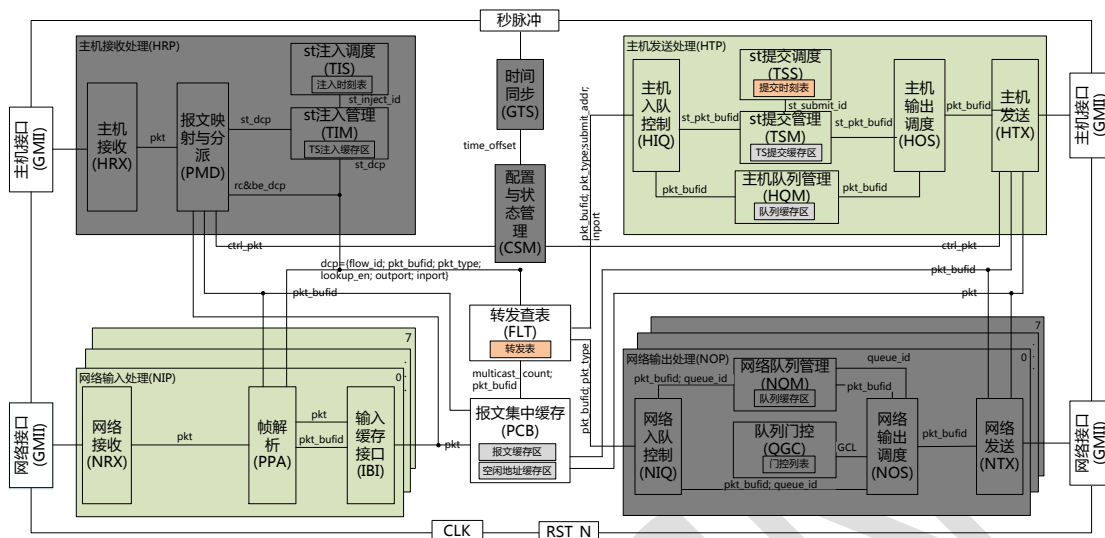 秒脉冲
主机接收处理(HRP)
st注入调度
(TIS)
注入时刻表
st_inject_id
st注入管理
(TIM)
TS注入缓存区
st_dcp
st_dcp
主机
接收
(HRX)
pkt
报文映
射与分
派
(PMD)
rc&be_dcp
主机接口
(GMII)
时间
同步
(GTS)
time_offset
配置
与状
态管
理
(CSM)
ctrl_pkt
ctrl_pkt
pkt_bufid; pkt_type;submit_addr,
inport
主机发送处理(HTP)
主机
入队
控制
(HIQ)
st提交调度
(TSS)
提交时刻表
st_submit_id
st_pkt_bufid
st提交管理
(TSM)
TS提交缓存区
st_pkt_bufid
主机队列管理
(HQM)
队列缓存区
pkt_bufid
pkt_bufid
主机
输出
调度
(HOS)
pkt_bufid
主机
发送
(HTX)
主机接口
(GMII)
dcp={flow_id; pkt_bufid; pkt_type;
lookup_en; outport; inport}
pkt_bufid
pkt_bufid
pkt
转发查表
(FLT)
转发表
multicast_count;
pkt_bufid
pkt_bufid; pkt_type
报文集中缓存
(PCB)
报文缓存区
空闲地址缓存区
pkt
7
.
.
0
网络输入处理(NIP)
网络
接收
(NRX)
pkt
帧解
析
(PPA)
pkt
pkt_bufid
输入
缓存
接口
(IBI)
网络接口
(GMII)
7
.
.
0
网络输出处理(NOP)
网络队列管理
(NQM)
队列缓存区
queue_id
pkt_bufid; queue_id
pkt_bufid
网络
入队
控制
(NIQ)
队列门控
(QGC)
门控列表
GCL
pkt_bufid; queue_id
网络
输出
调度
(NOS)
pkt_bufid
网络
发送
(NTX)
网络接口
(GMII)
CLK
RST_N